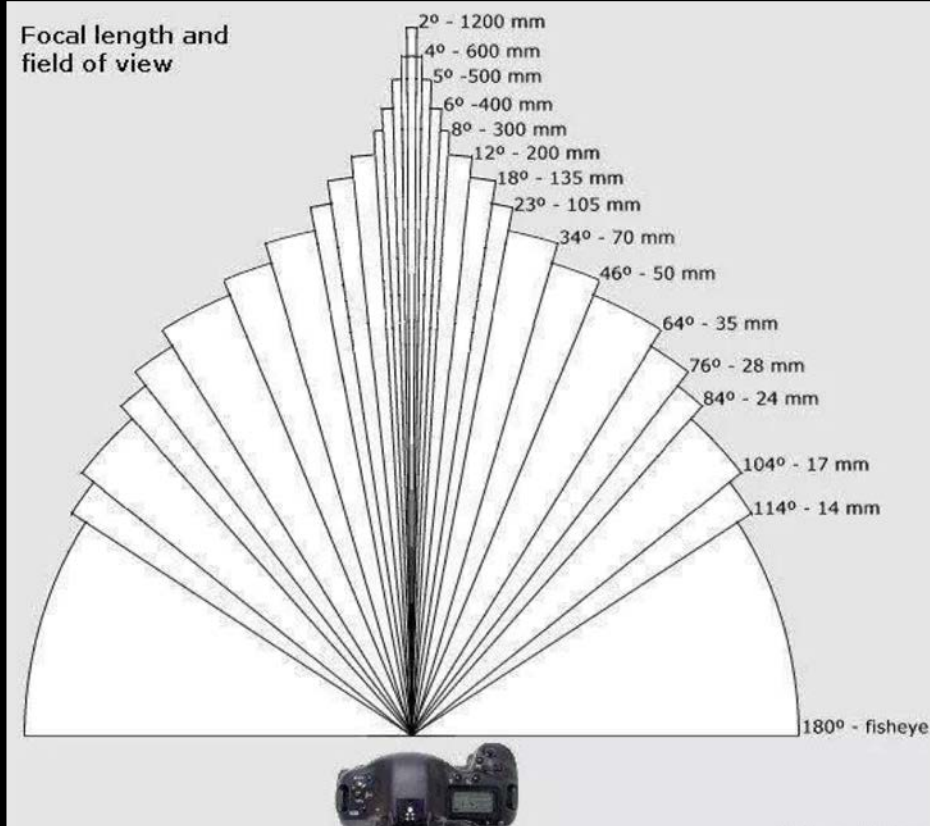 Focal length and
field of view
2º - 1200 mm
4º - 600 mm
5º -500 mm
6º -400 mm
8º - 300 mm
12º - 200 mm
18º - 135 mm
23º - 105 mm
34º - 70 mm
46º - 50 mm
64º - 35 mm
76º - 28 mm
84º - 24 mm
104º - 17 mm
114º - 14 mm
180º - fisheye